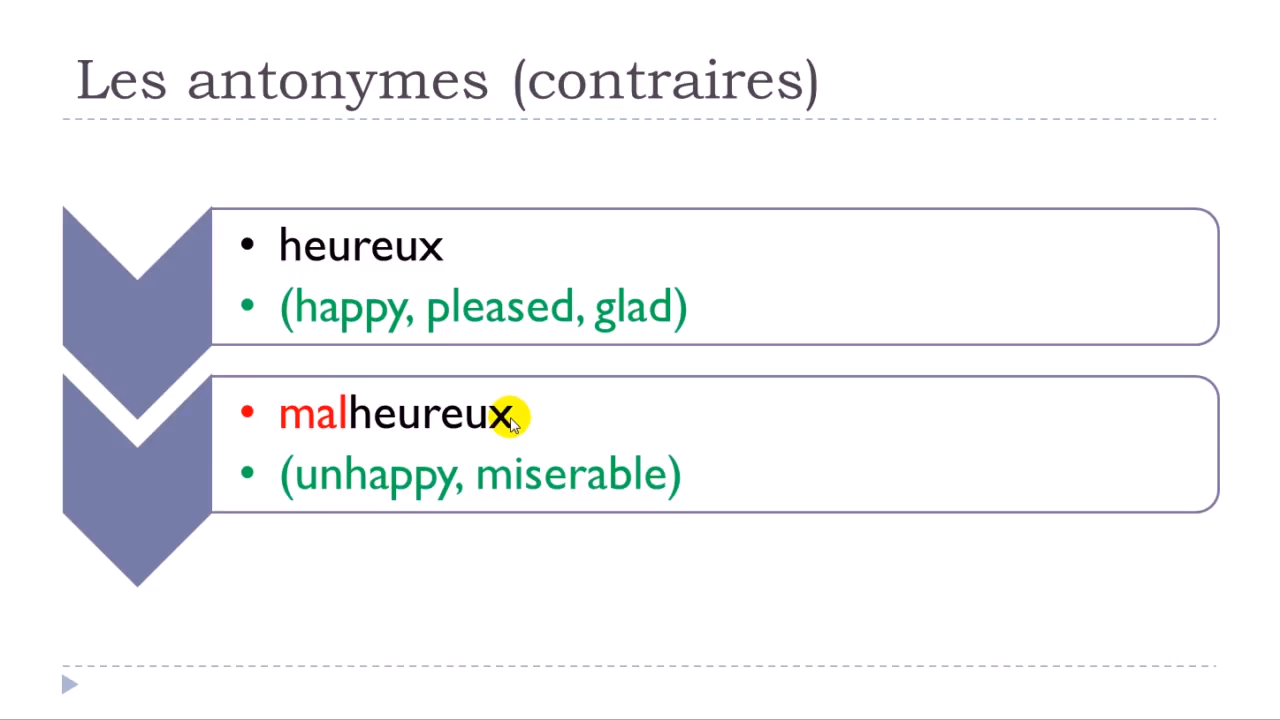 Les antonymes (contraires)
• heureux
• (happy, pleased, glad)
• malheureux
• (unhappy, miserable)